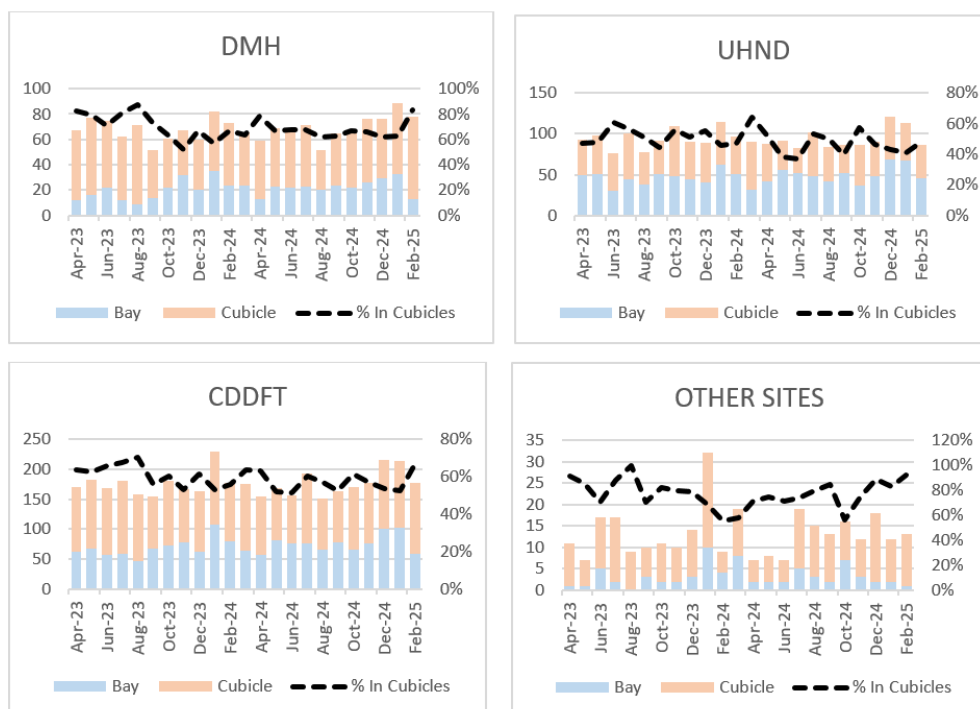 DMH
100
80
60
40
20
0
100%
80%
60%
40%
20%
0%
Apr-23
Jun-23
Aug-23
Oct-23
Dec-23
Feb-24
Apr-24
Jun-24
Aug-24
Oct-24
Dec-24
Feb-25
Bay Cubicle % In Cubicles
UHND
150
100
50
0
80%
60%
40%
20%
0%
Apr-23
Jun-23
Aug-23
Oct-23
Dec-23
Feb-24
Apr-24
Jun-24
Aug-24
Oct-24
Dec-24
Feb-25
Bay Cubicle % In Cubicles
CDDFT
250
200
150
100
50
0
80%
60%
40%
20%
0%
Apr-23
Jun-23
Aug-23
Oct-23
Dec-23
Feb-24
Apr-24
Jun-24
Aug-24
Oct-24
Dec-24
Feb-25
Bay Cubicle % In Cubicles
OTHER SITES
35
30
25
20
15
10
5
0
120%
100%
80%
60%
40%
20%
0%
Apr-23
Jun-23
Aug-23
Oct-23
Dec-23
Feb-24
Apr-24
Jun-24
Aug-24
Oct-24
Dec-24
Feb-25
Bay Cubicle % In Cubicles